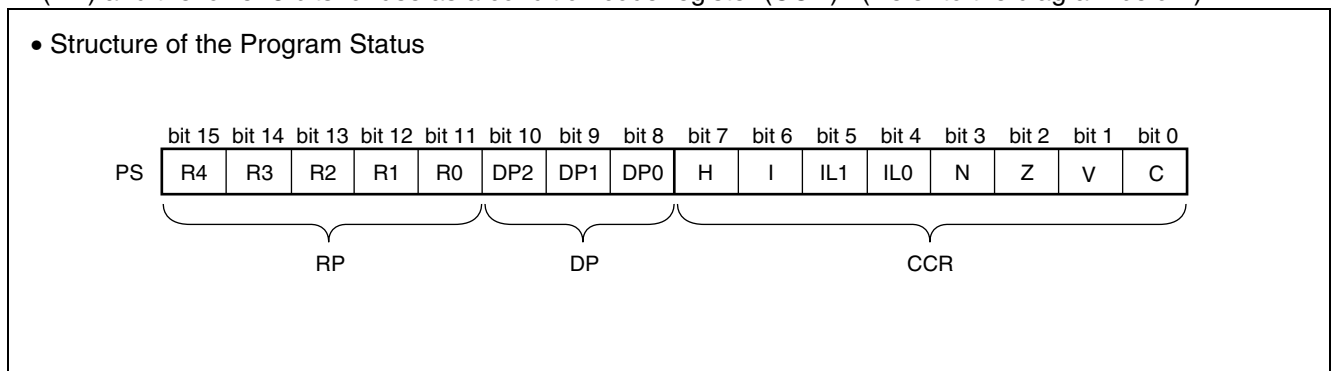 • Structure of the Program Status
bit 15 bit 14 bit 13 bit 12 bit 11 bit 10 bit 9 bit 8 bit 7 bit 6 bit 5 bit 4 bit 3 bit 2 bit 1 bit 0
PS R4 R3 R2 R1 R0 DP2 DP1 DP0 H I IL1 IL0 N Z V C
RP DP CCR